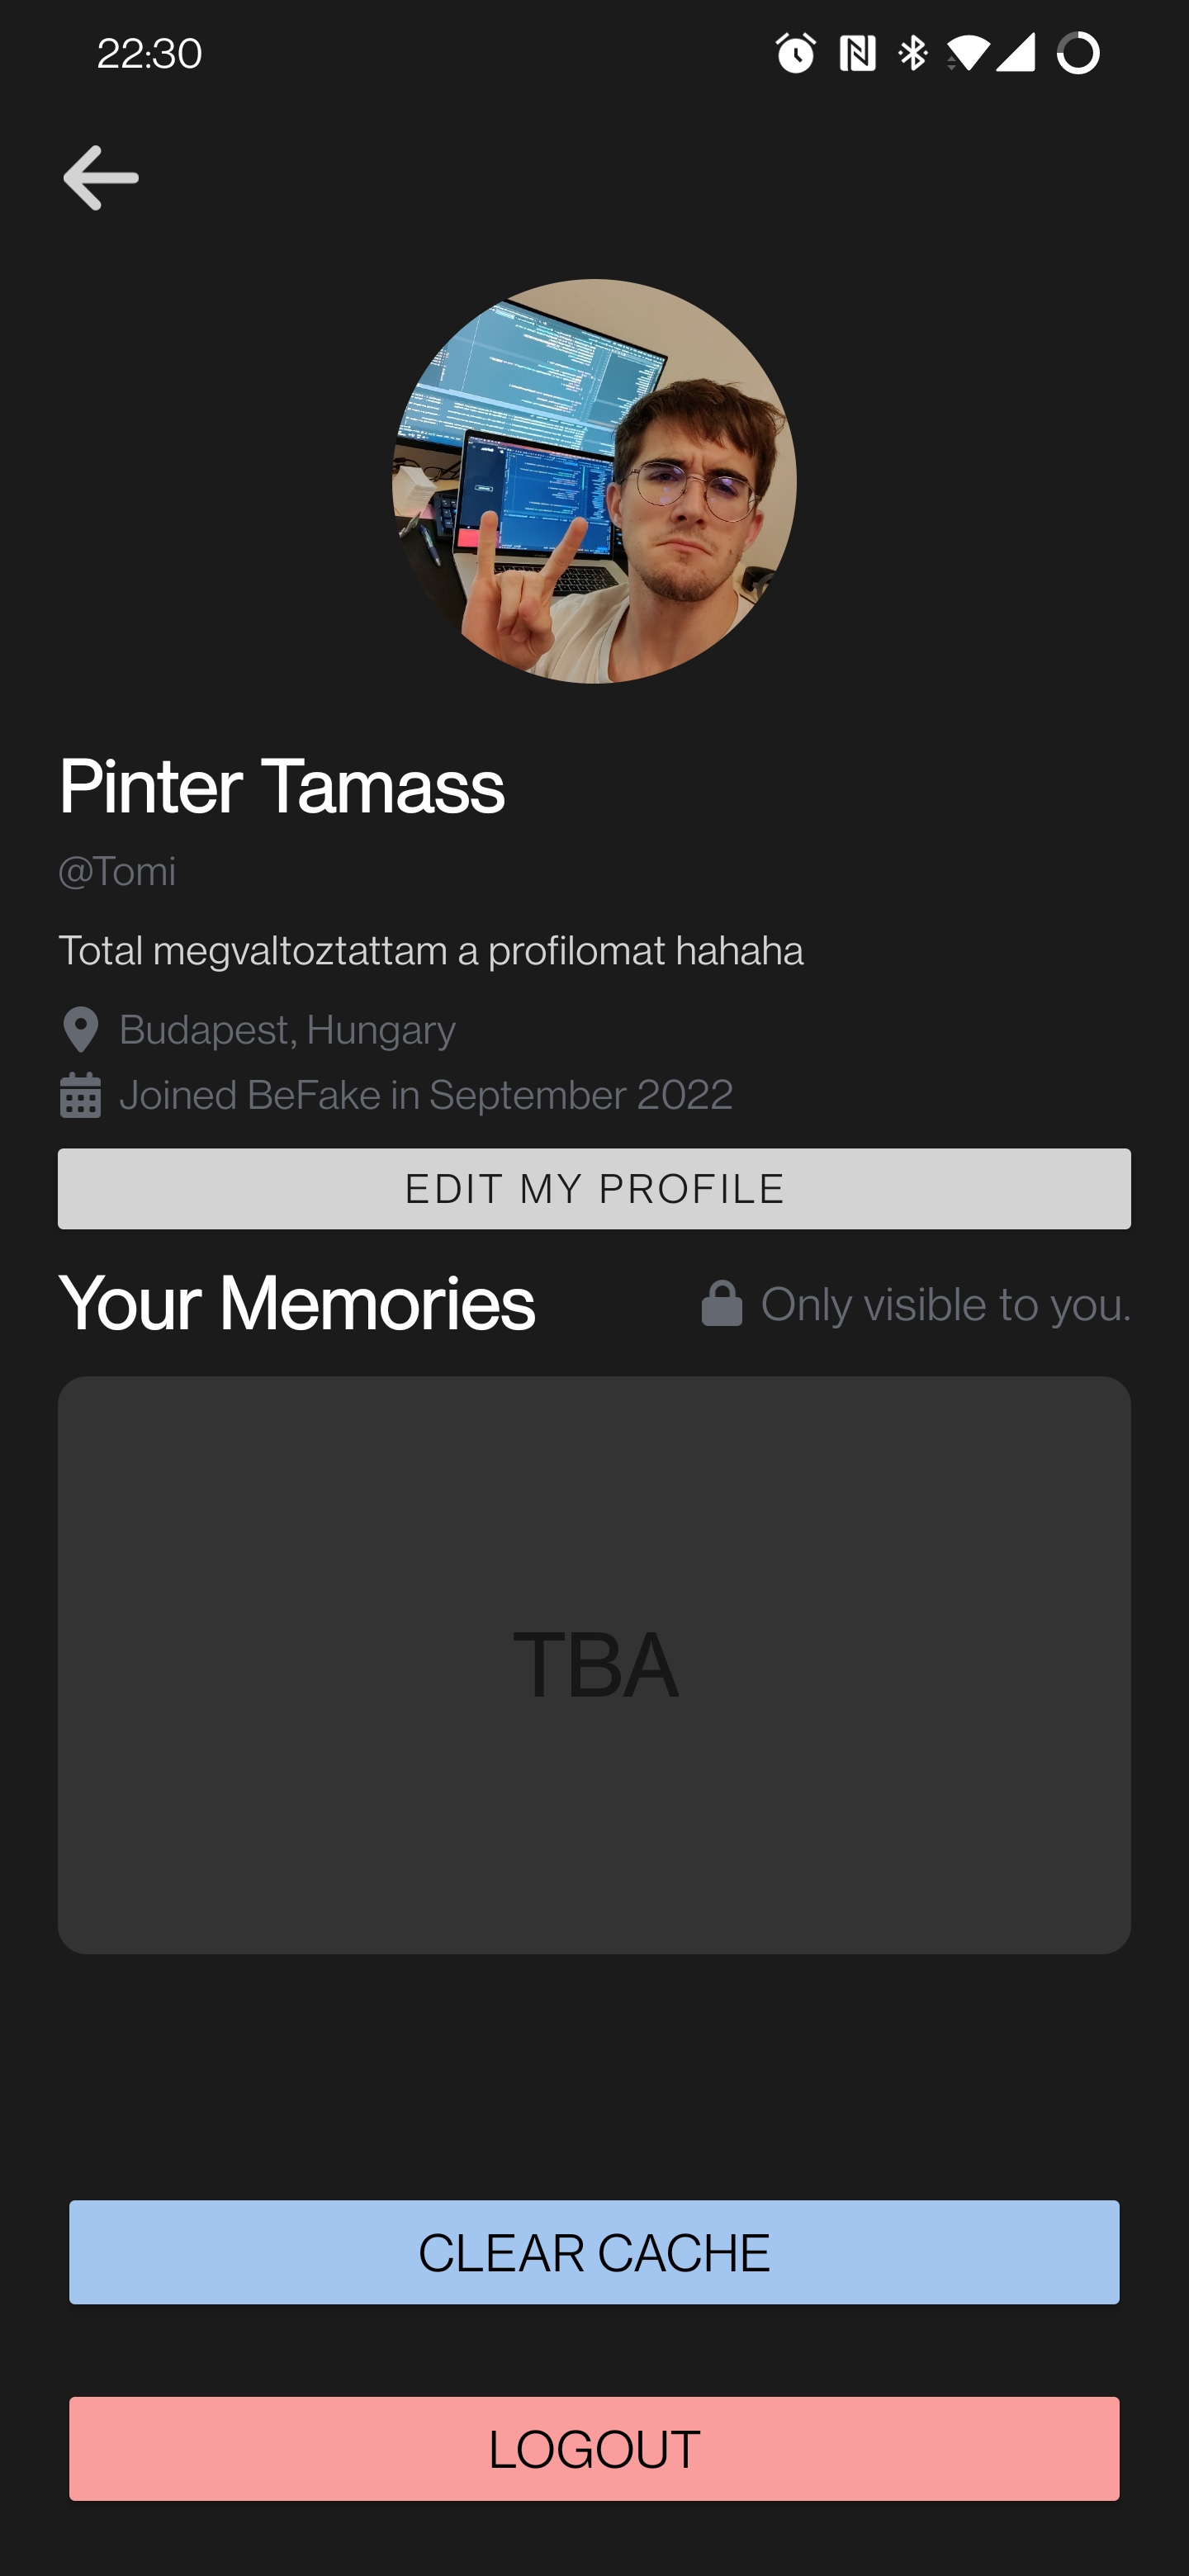 22:30
Pinter Tamass
@Tomi
Total megvaltoztattam a profilomat hahaha
Budapest, Hungary
Joined BeFake in September 2022
EDIT MY PROFILE
Your Memories
Only visible to you.
TBA
CLEAR CACHE
LOGOUT